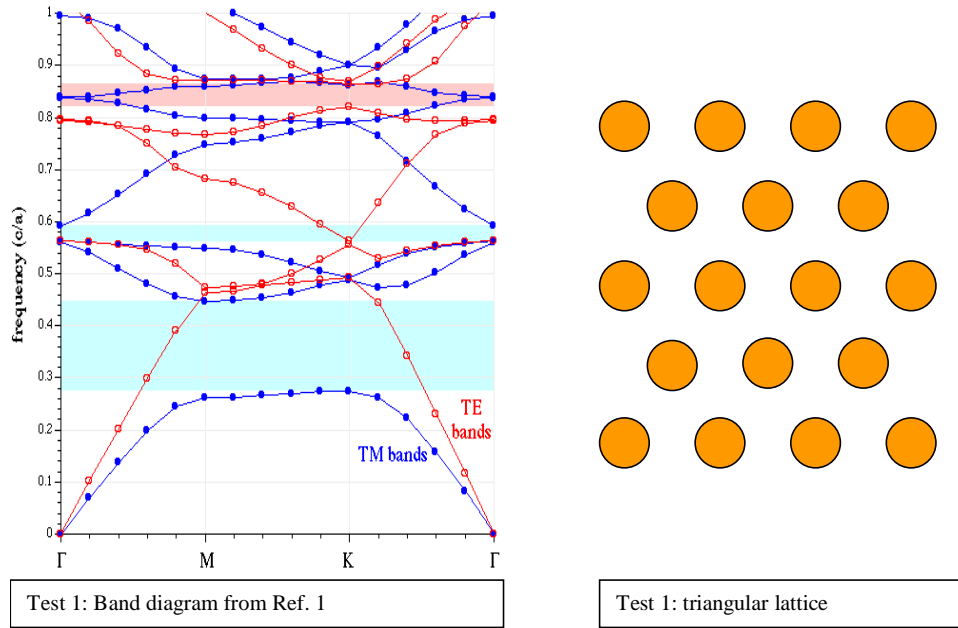 1
0.9
0.8
0.7
0.6
0.5
0.4
0.3
0.2
0.1
0
frequency (c/a)
TE
bands
TM bands
Γ M K Γ
Test 1: Band diagram from Ref. 1
Test 1: triangular lattice